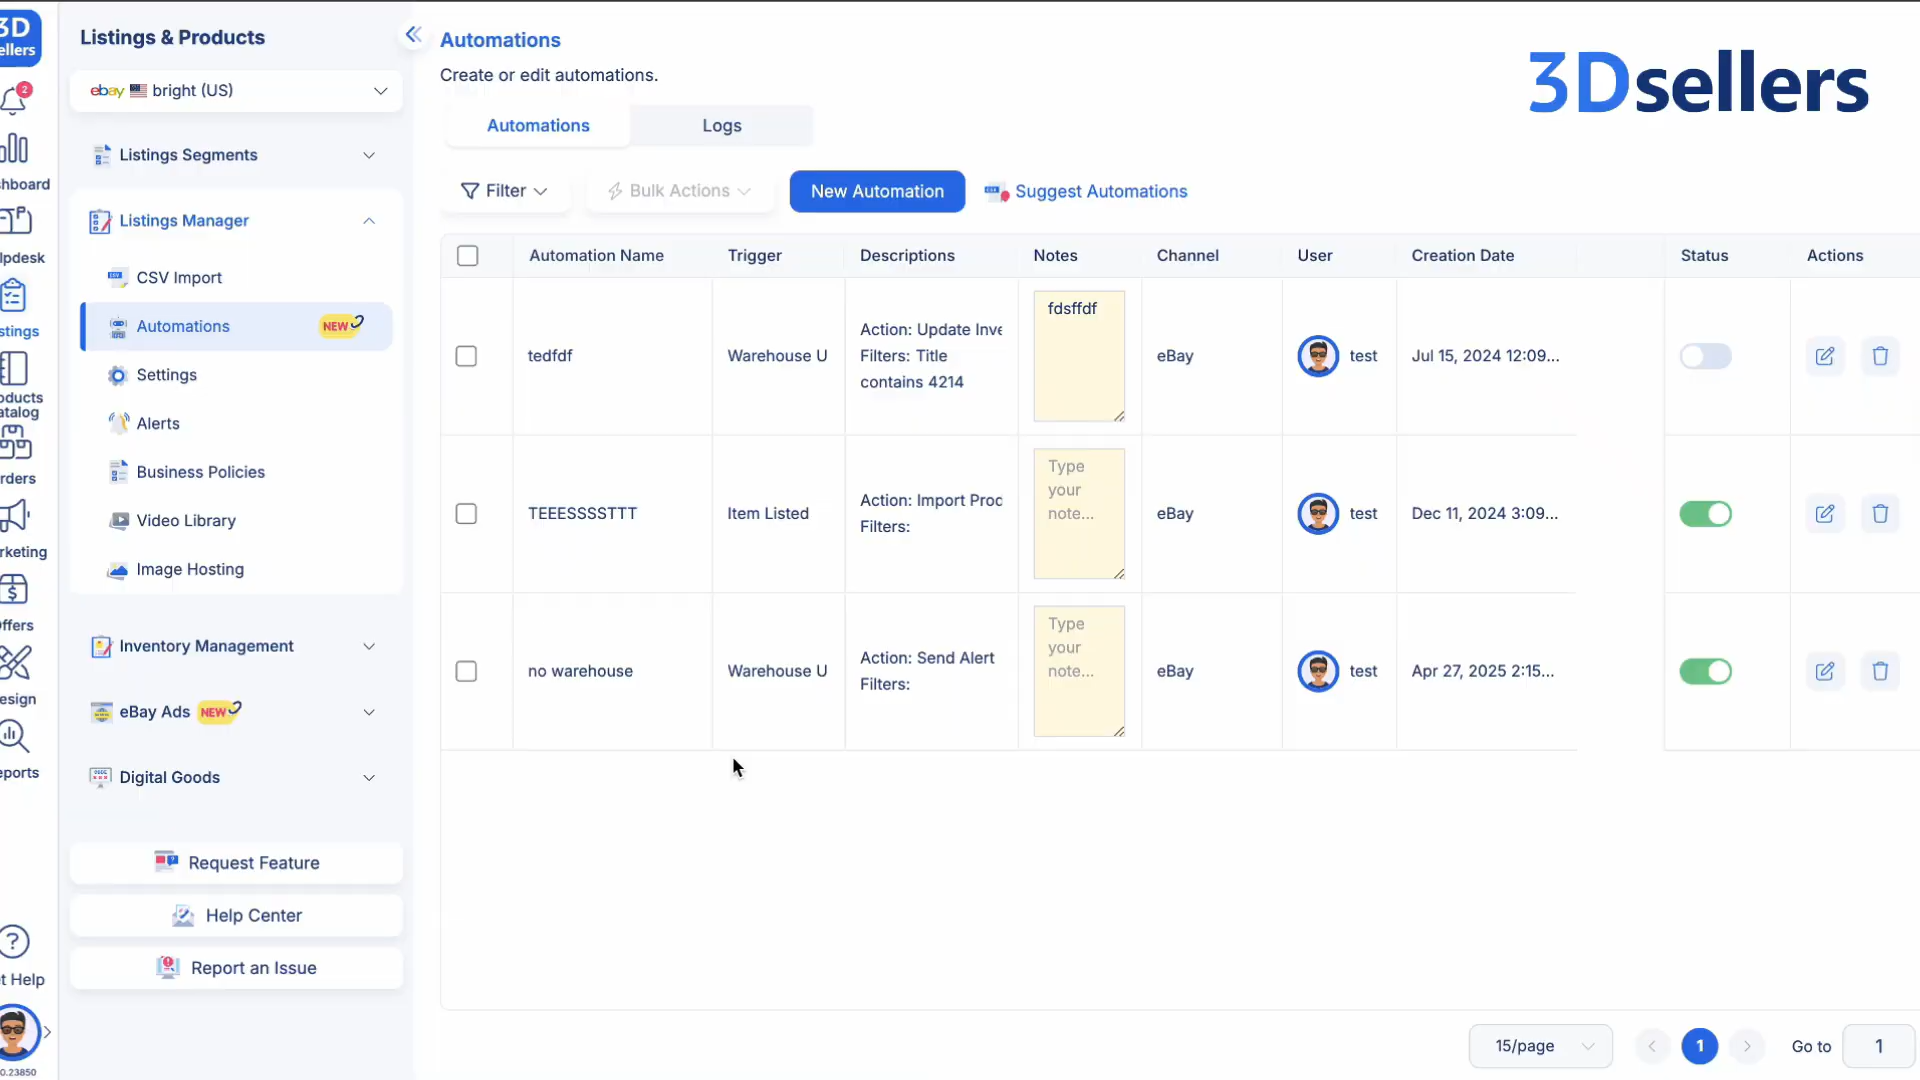 3D
ellers
2
hboard
lpdesk
stings
oducts
atalog
rders
rketing
ffers
esign
eports
t Help
0.23850
Listings & Products
ebay bright (US)
Listings Segments
Listings Manager
CSV Import
Automations NEW
Settings
Alerts
Business Policies
Video Library
Image Hosting
Inventory Management
eBay Ads NEW
Digital Goods
Request Feature
Help Center
Report an Issue
Automations
Create or edit automations.
3Dsellers
Automations Logs
Filter Bulk Actions New Automation Suggest Automations
Automation Name Trigger Descriptions Notes Channel User Creation Date Status Actions
tedfdf Warehouse U
Action: Update Inve
Filters: Title
contains 4214
fdsffdf
eBay test Jul 15, 2024 12:09...
TEEESSSSTTT Item Listed
Action: Import Proc
Filters:
Type
your
note...
eBay test Dec 11, 2024 3:09...
no warehouse Warehouse U
Action: Send Alert
Filters:
Type
your
note...
eBay test Apr 27, 2025 2:15...
15/page 1 Go to 1